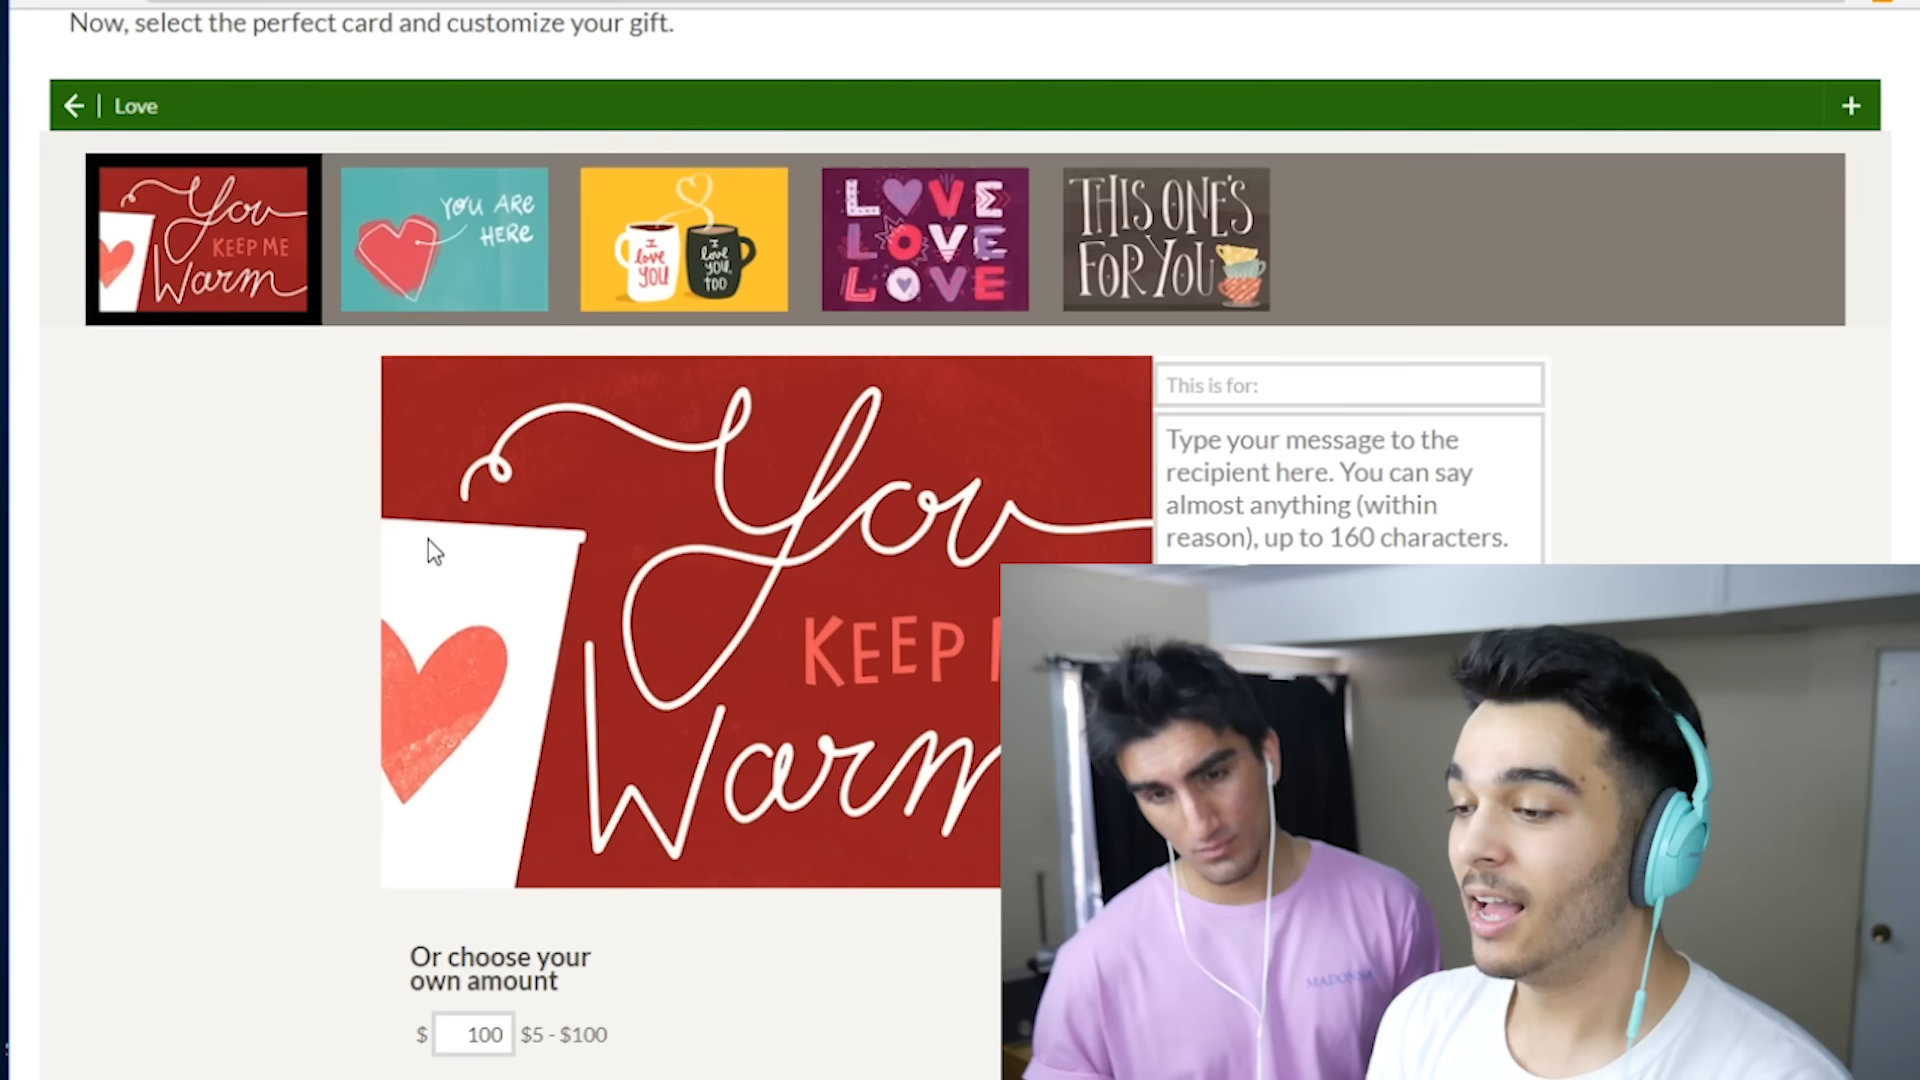 Now, select the perfect card and customize your gift.
Love
You
KEEP ME
Warm
YOU ARE
HERE
I
love
YOU
I
love
YOU,
TOO
LOVE
LOVE
LOVE
THIS ONE'S
FOR YOU
You
KEEP
Warm
This is for:
Type your message to the
recipient here. You can say
almost anything (within
reason), up to 160 characters.
Or choose your
own amount
$ 100 $5 - $100
MADONNA